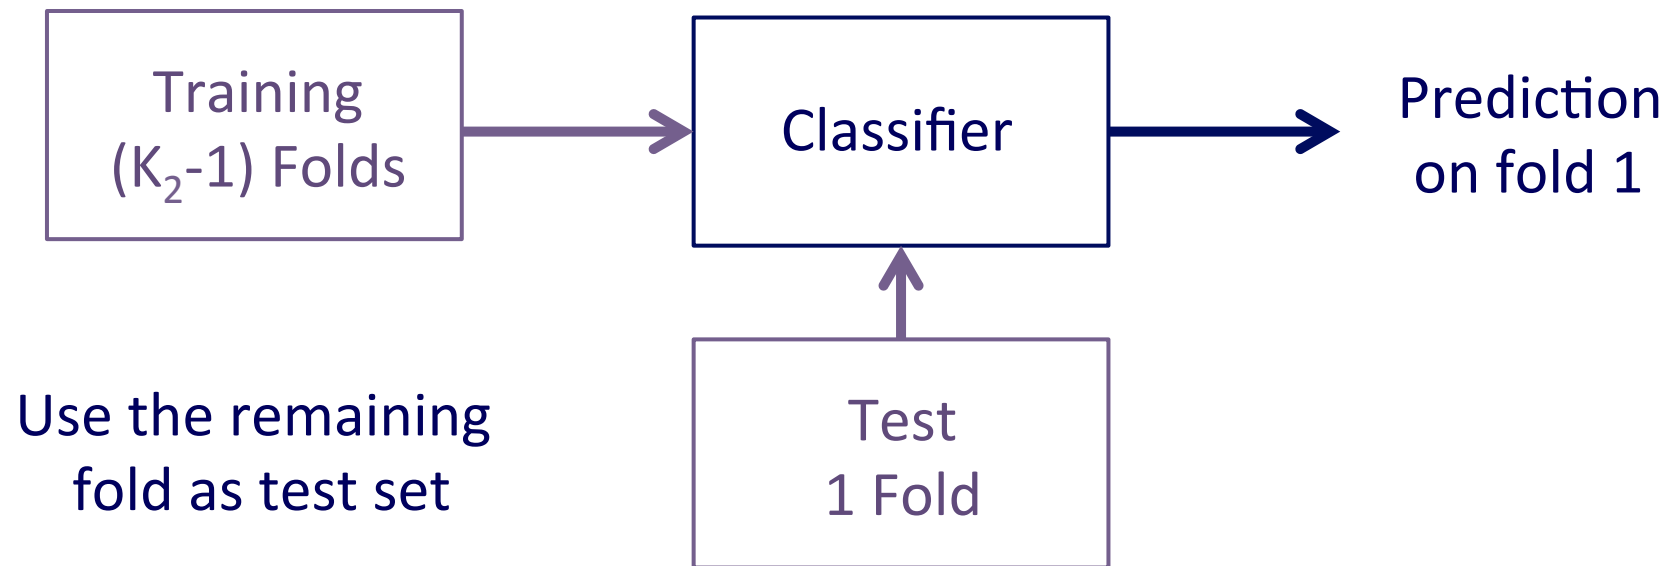 Training
(K₂-1) Folds
Classifier
Prediction
on fold 1
Use the remaining
fold as test set
Test
1 Fold